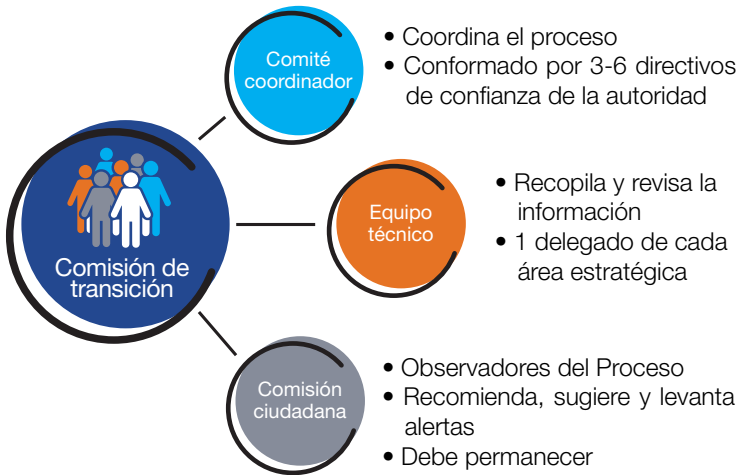 Comité
coordinador
• Coordina el proceso
• Conformado por 3-6 directivos
de confianza de la autoridad
Comisión de
transición
Equipo
técnico
• Recopila y revisa la
información
• 1 delegado de cada
área estratégica
Comisión
ciudadana
• Observadores del Proceso
• Recomienda, sugiere y levanta
alertas
• Debe permanecer